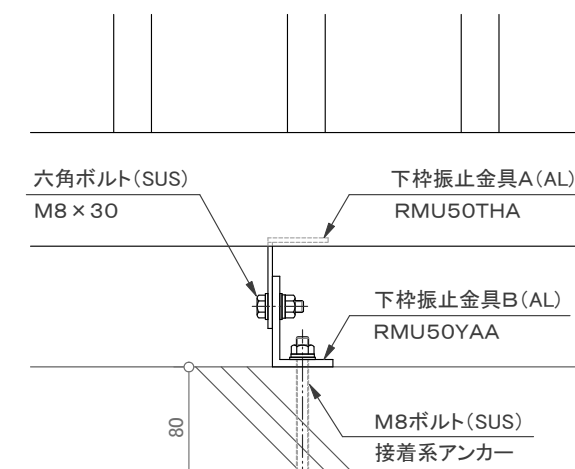 六角ボルト（SUS）
M8×30
下枠振止金具A（AL）
RMU50THA
下枠振止金具B（AL）
RMU50YAA
80
M8ボルト（SUS）
接着系アンカー